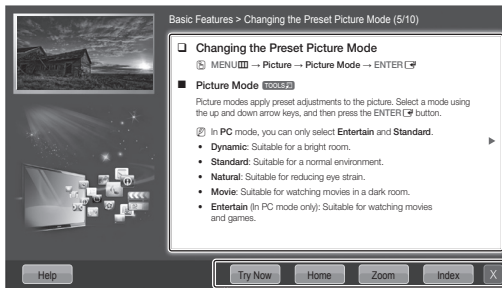 Basic Features > Changing the Preset Picture Mode (5/10)
❑ Changing the Preset Picture Mode
MENU → Picture → Picture Mode → ENTER
■ Picture Mode TOOLS
Picture modes apply preset adjustments to the picture. Select a mode using
the up and down arrow keys, and then press the ENTER button.
In PC mode, you can only select Entertain and Standard.
• Dynamic: Suitable for a bright room.
• Standard: Suitable for a normal environment.
• Natural: Suitable for reducing eye strain.
• Movie: Suitable for watching movies in a dark room.
• Entertain (In PC mode only): Suitable for watching movies
and games.
Help
Try Now
Home
Zoom
Index
X